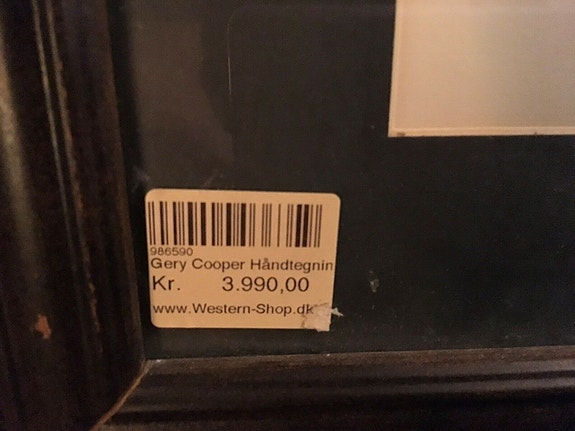 986590
Gery Cooper Håndtegnin
Kr. 3.990,00
www.Western-Shop.dk